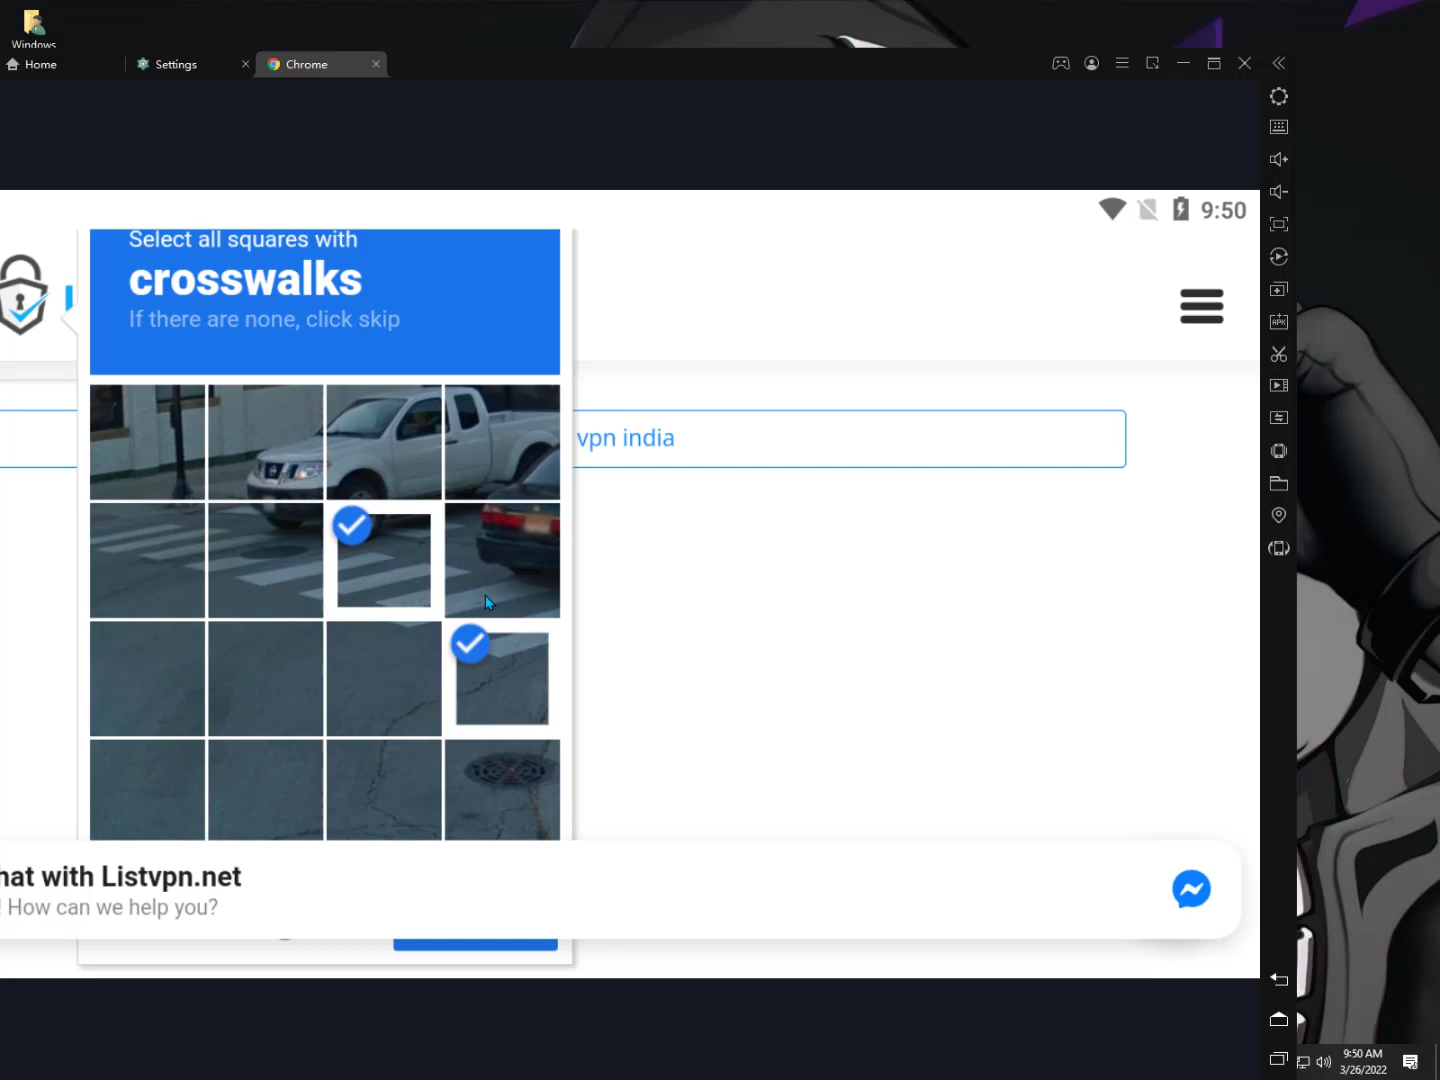 Windows
Home
Settings
Chrome
9:50
Select all squares with
crosswalks
If there are none, click skip
vpn india
hat with Listvpn.net
! How can we help you?
APK
9:50 AM
3/26/2022